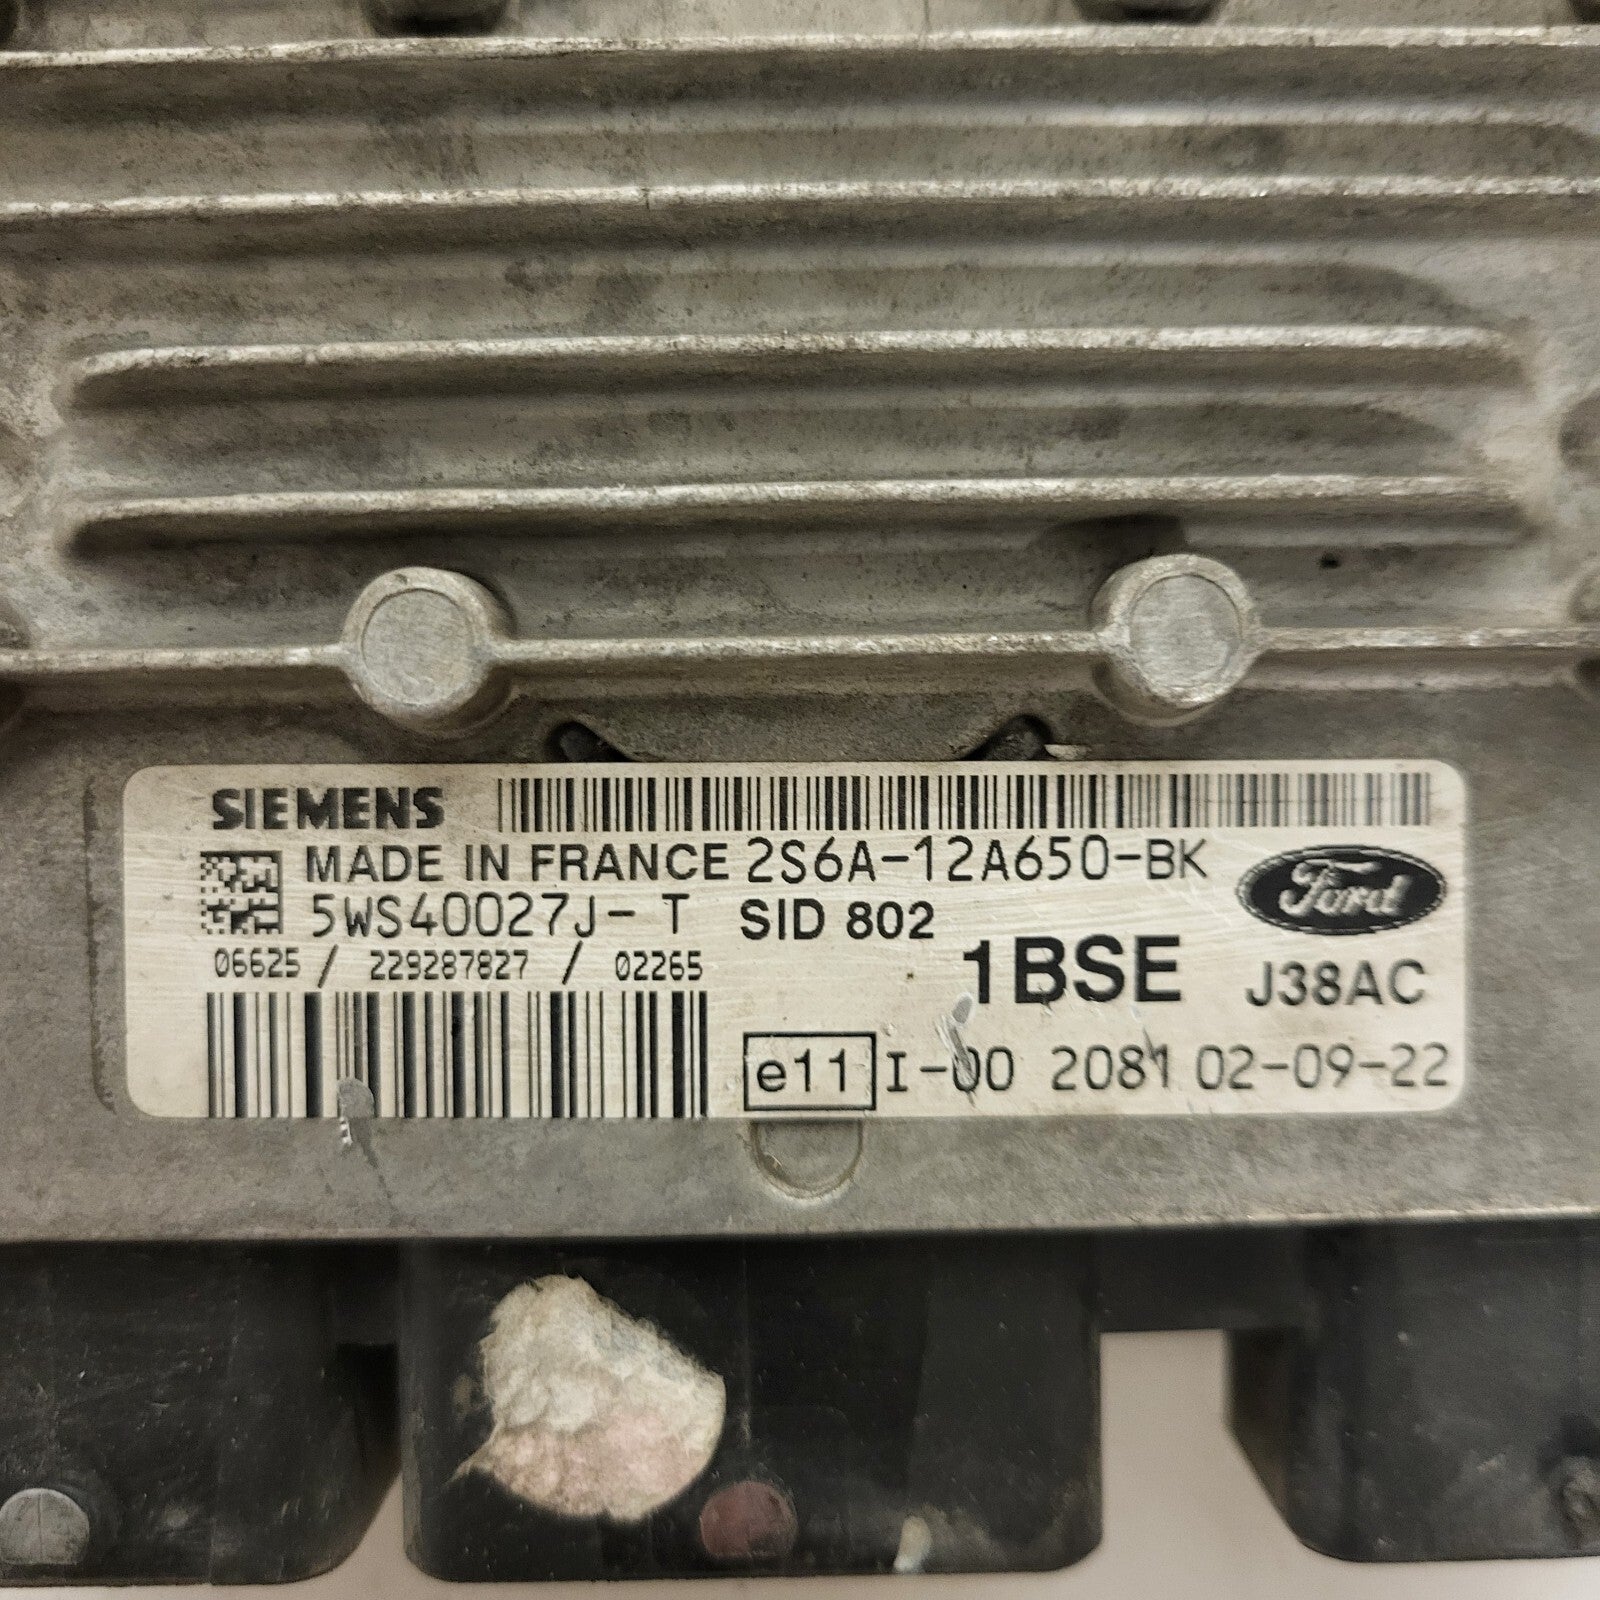 SIEMENS
MADE IN FRANCE 2S6A-12A650-BK
Ford
5WS40027J- T SID 802
06625 / 229287827 / 02265
1BSE J38AC
e11 I-00 2081 02-09-22